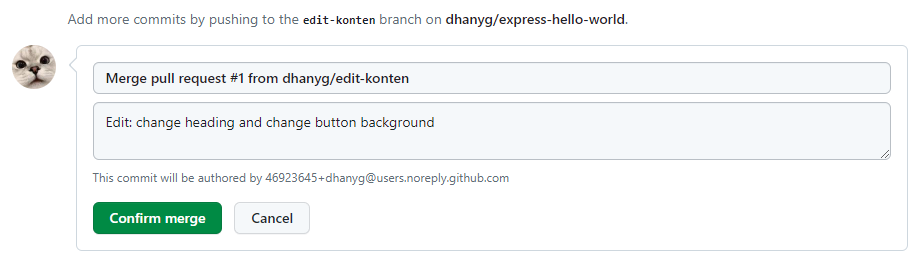 Add more commits by pushing to the edit-konten branch on dhanyg/express-hello-world.
Merge pull request #1 from dhanyg/edit-konten
Edit: change heading and change button background
This commit will be authored by 46923645+dhanyg@users.noreply.github.com
Confirm merge
Cancel